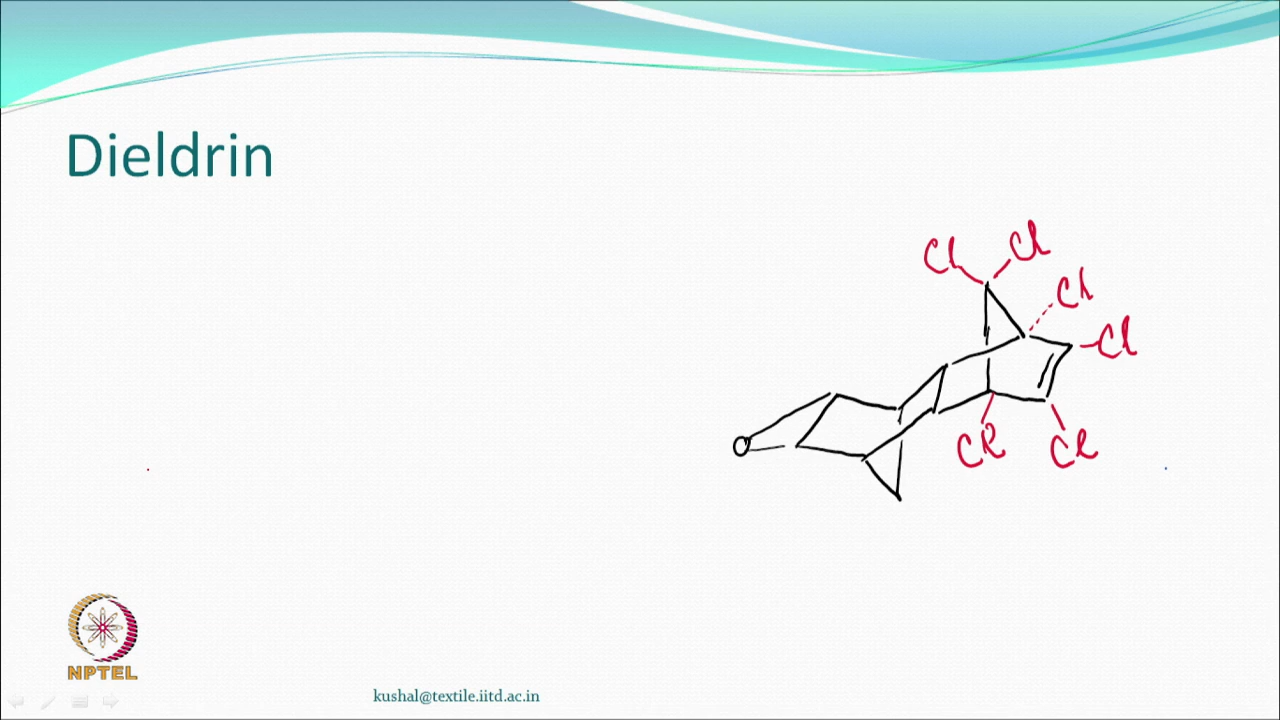 Dieldrin
Cl Cl
Cl
Cl
O
Cl Cl
NPTEL
kushal@textile.iitd.ac.in